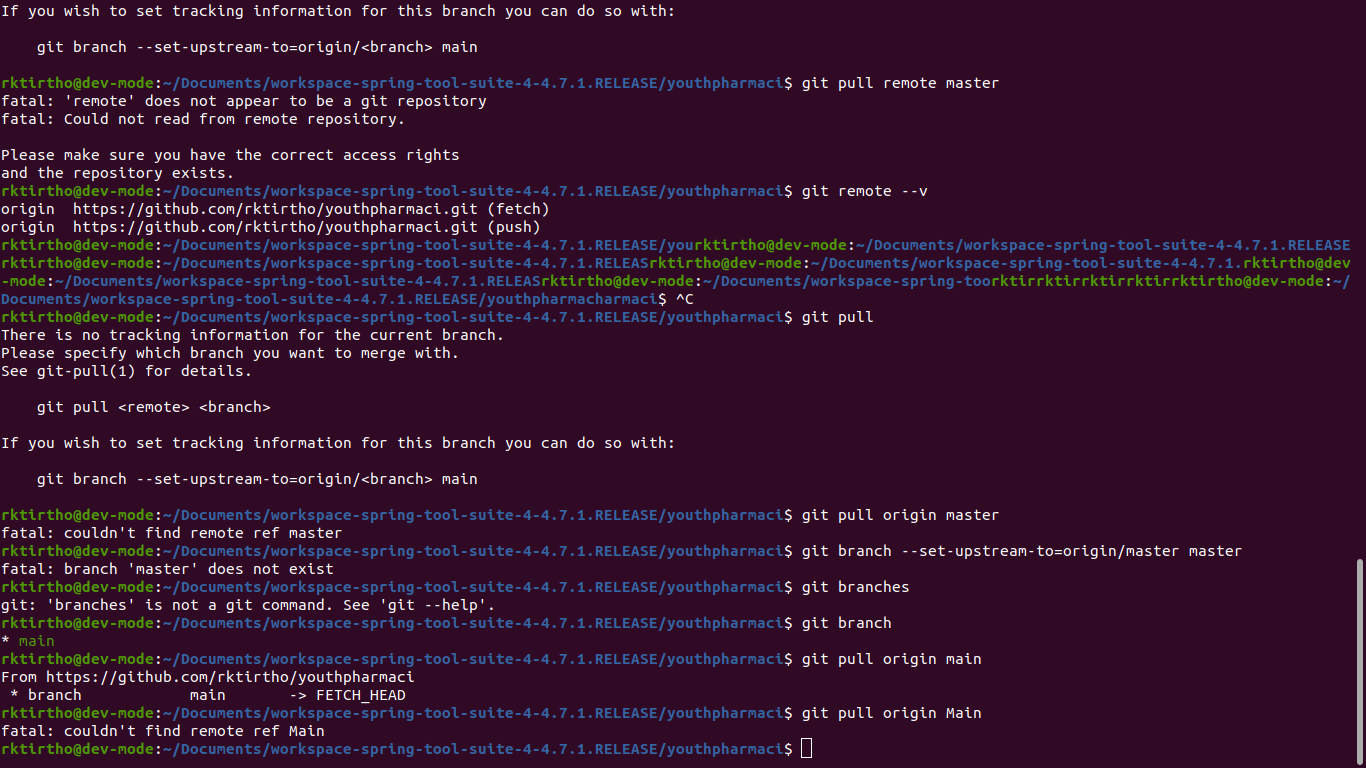 If you wish to set tracking information for this branch you can do so with:
git branch --set-upstream-to=origin/<branch> main
rktirtho@dev-mode:~/Documents/workspace-spring-tool-suite-4-4.7.1.RELEASE/youthpharmaci$ git pull remote master
fatal: 'remote' does not appear to be a git repository
fatal: Could not read from remote repository.
Please make sure you have the correct access rights
and the repository exists.
rktirtho@dev-mode:~/Documents/workspace-spring-tool-suite-4-4.7.1.RELEASE/youthpharmaci$ git remote --v
origin  https://github.com/rktirtho/youthpharmaci.git (fetch)
origin  https://github.com/rktirtho/youthpharmaci.git (push)
rktirtho@dev-mode:~/Documents/workspace-spring-tool-suite-4-4.7.1.RELEASE/yourktirtho@dev-mode:~/Documents/workspace-spring-tool-suite-4-4.7.1.RELEASE
rktirtho@dev-mode:~/Documents/workspace-spring-tool-suite-4-4.7.1.RELEASrktirtho@dev-mode:~/Documents/workspace-spring-tool-suite-4-4.7.1.rktirtho@dev
-mode:~/Documents/workspace-spring-tool-suite-4-4.7.1.RELEASrktirtho@dev-mode:~/Documents/workspace-spring-toorktirrktirrktirrktirrktirtho@dev-mode:~/
Documents/workspace-spring-tool-suite-4-4.7.1.RELEASE/youthpharmacharmaci$ ^C
rktirtho@dev-mode:~/Documents/workspace-spring-tool-suite-4-4.7.1.RELEASE/youthpharmaci$ git pull
There is no tracking information for the current branch.
Please specify which branch you want to merge with.
See git-pull(1) for details.
git pull <remote> <branch>
If you wish to set tracking information for this branch you can do so with:
git branch --set-upstream-to=origin/<branch> main
rktirtho@dev-mode:~/Documents/workspace-spring-tool-suite-4-4.7.1.RELEASE/youthpharmaci$ git pull origin master
fatal: couldn't find remote ref master
rktirtho@dev-mode:~/Documents/workspace-spring-tool-suite-4-4.7.1.RELEASE/youthpharmaci$ git branch --set-upstream-to=origin/master master
fatal: branch 'master' does not exist
rktirtho@dev-mode:~/Documents/workspace-spring-tool-suite-4-4.7.1.RELEASE/youthpharmaci$ git branches
git: 'branches' is not a git command. See 'git --help'.
rktirtho@dev-mode:~/Documents/workspace-spring-tool-suite-4-4.7.1.RELEASE/youthpharmaci$ git branch
* main
rktirtho@dev-mode:~/Documents/workspace-spring-tool-suite-4-4.7.1.RELEASE/youthpharmaci$ git pull origin main
From https://github.com/rktirtho/youthpharmaci
* branch            main       -> FETCH_HEAD
rktirtho@dev-mode:~/Documents/workspace-spring-tool-suite-4-4.7.1.RELEASE/youthpharmaci$ git pull origin Main
fatal: couldn't find remote ref Main
rktirtho@dev-mode:~/Documents/workspace-spring-tool-suite-4-4.7.1.RELEASE/youthpharmaci$